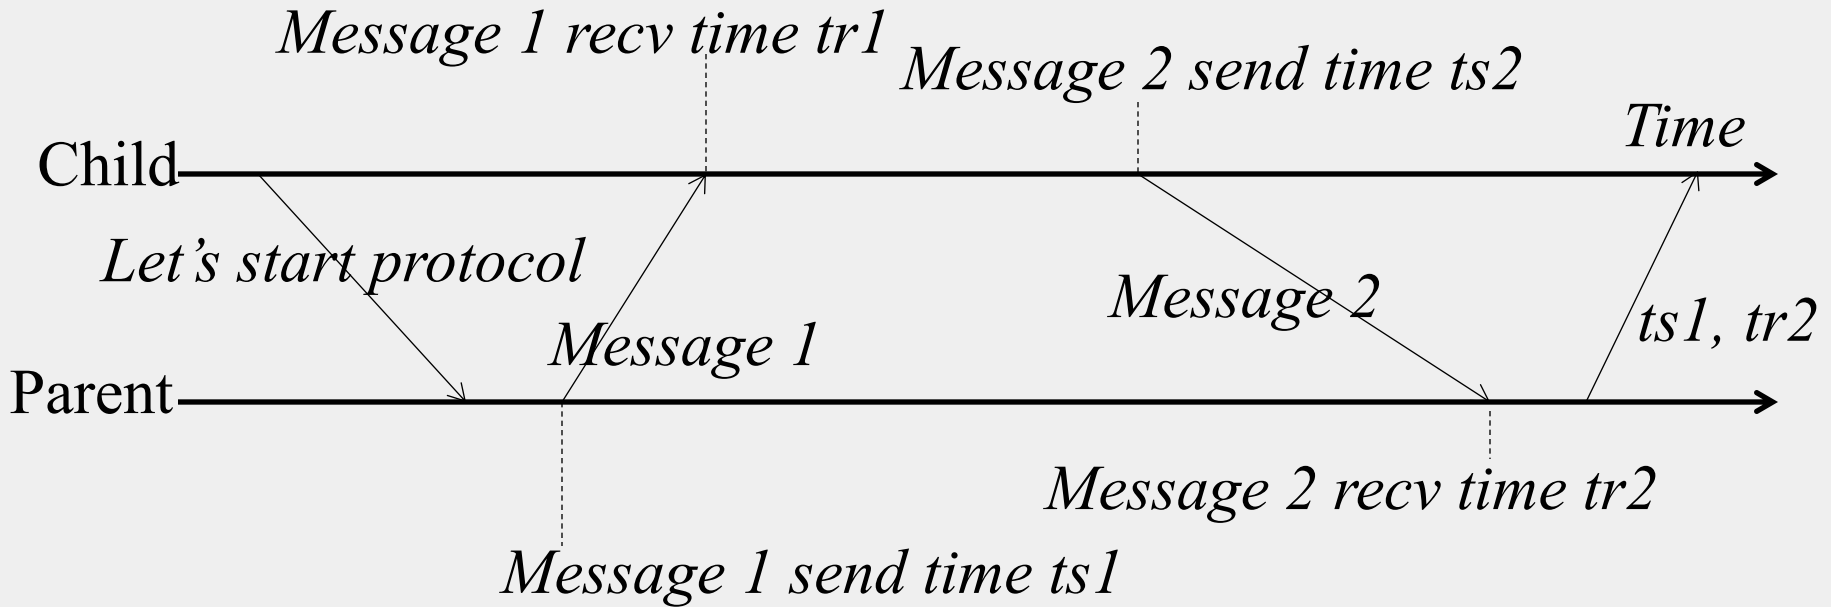 Message 1 recv time tr1
Message 2 send time ts2
Time
Child
Let’s start protocol
Message 2
ts1, tr2
Message 1
Parent
Message 2 recv time tr2
Message 1 send time ts1